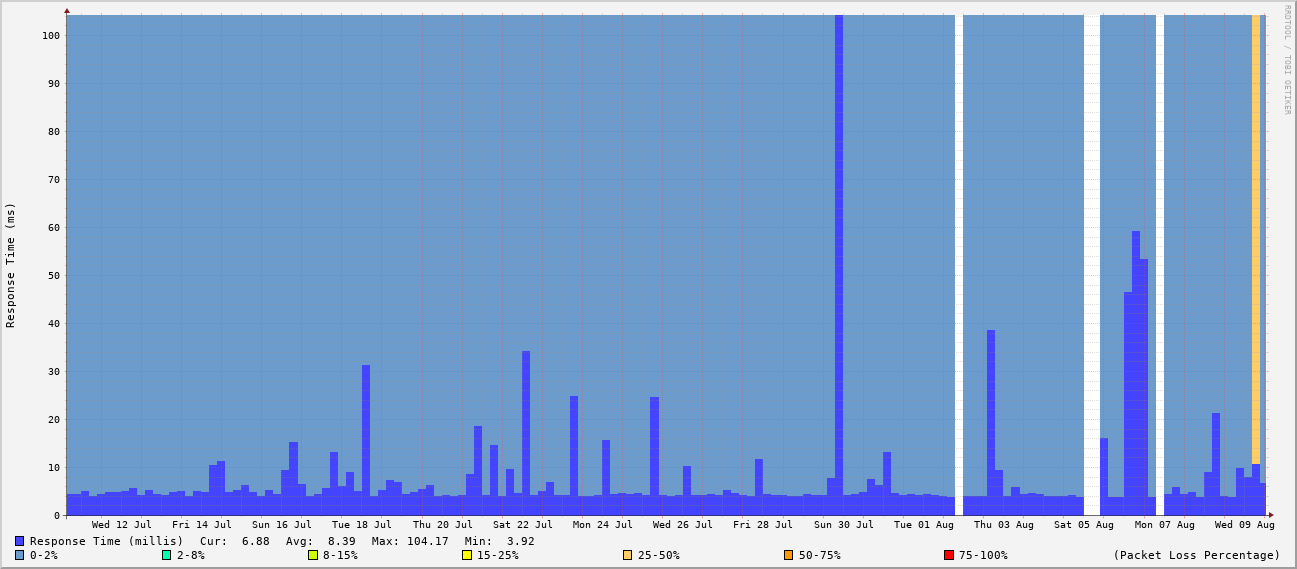 RRDTOOL / TOBI OETIKER
Response Time (ms)
100
90
80
70
60
50
40
30
20
10
0
Wed 12 Jul Fri 14 Jul Sun 16 Jul Tue 18 Jul Thu 20 Jul Sat 22 Jul Mon 24 Jul Wed 26 Jul Fri 28 Jul Sun 30 Jul Tue 01 Aug Thu 03 Aug Sat 05 Aug Mon 07 Aug Wed 09 Aug
Response Time (millis) Cur: 6.88 Avg: 8.39 Max: 104.17 Min: 3.92
0-2% 2-8% 8-15% 15-25% 25-50% 50-75% 75-100% (Packet Loss Percentage)